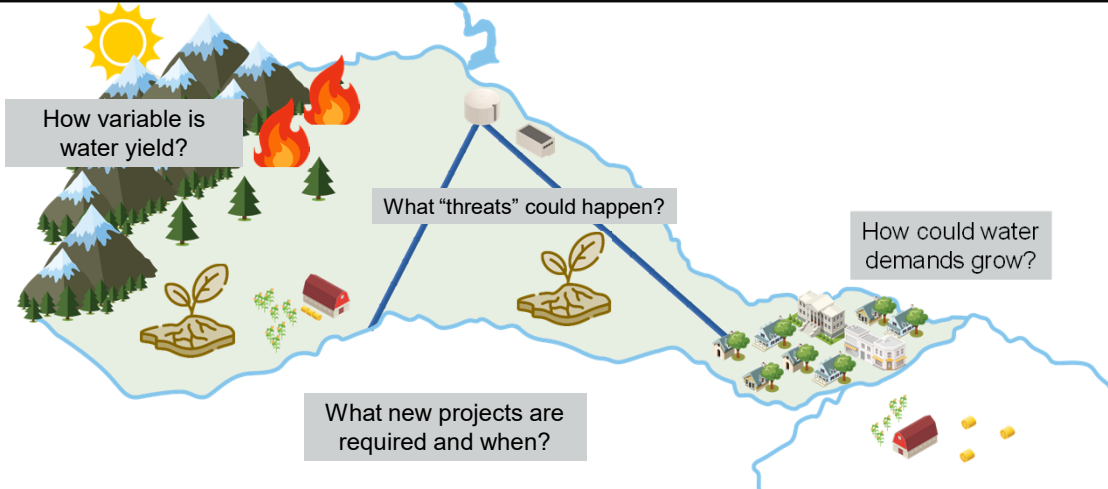 How variable is
water yield?
What “threats” could happen?
How could water
demands grow?
What new projects are
required and when?